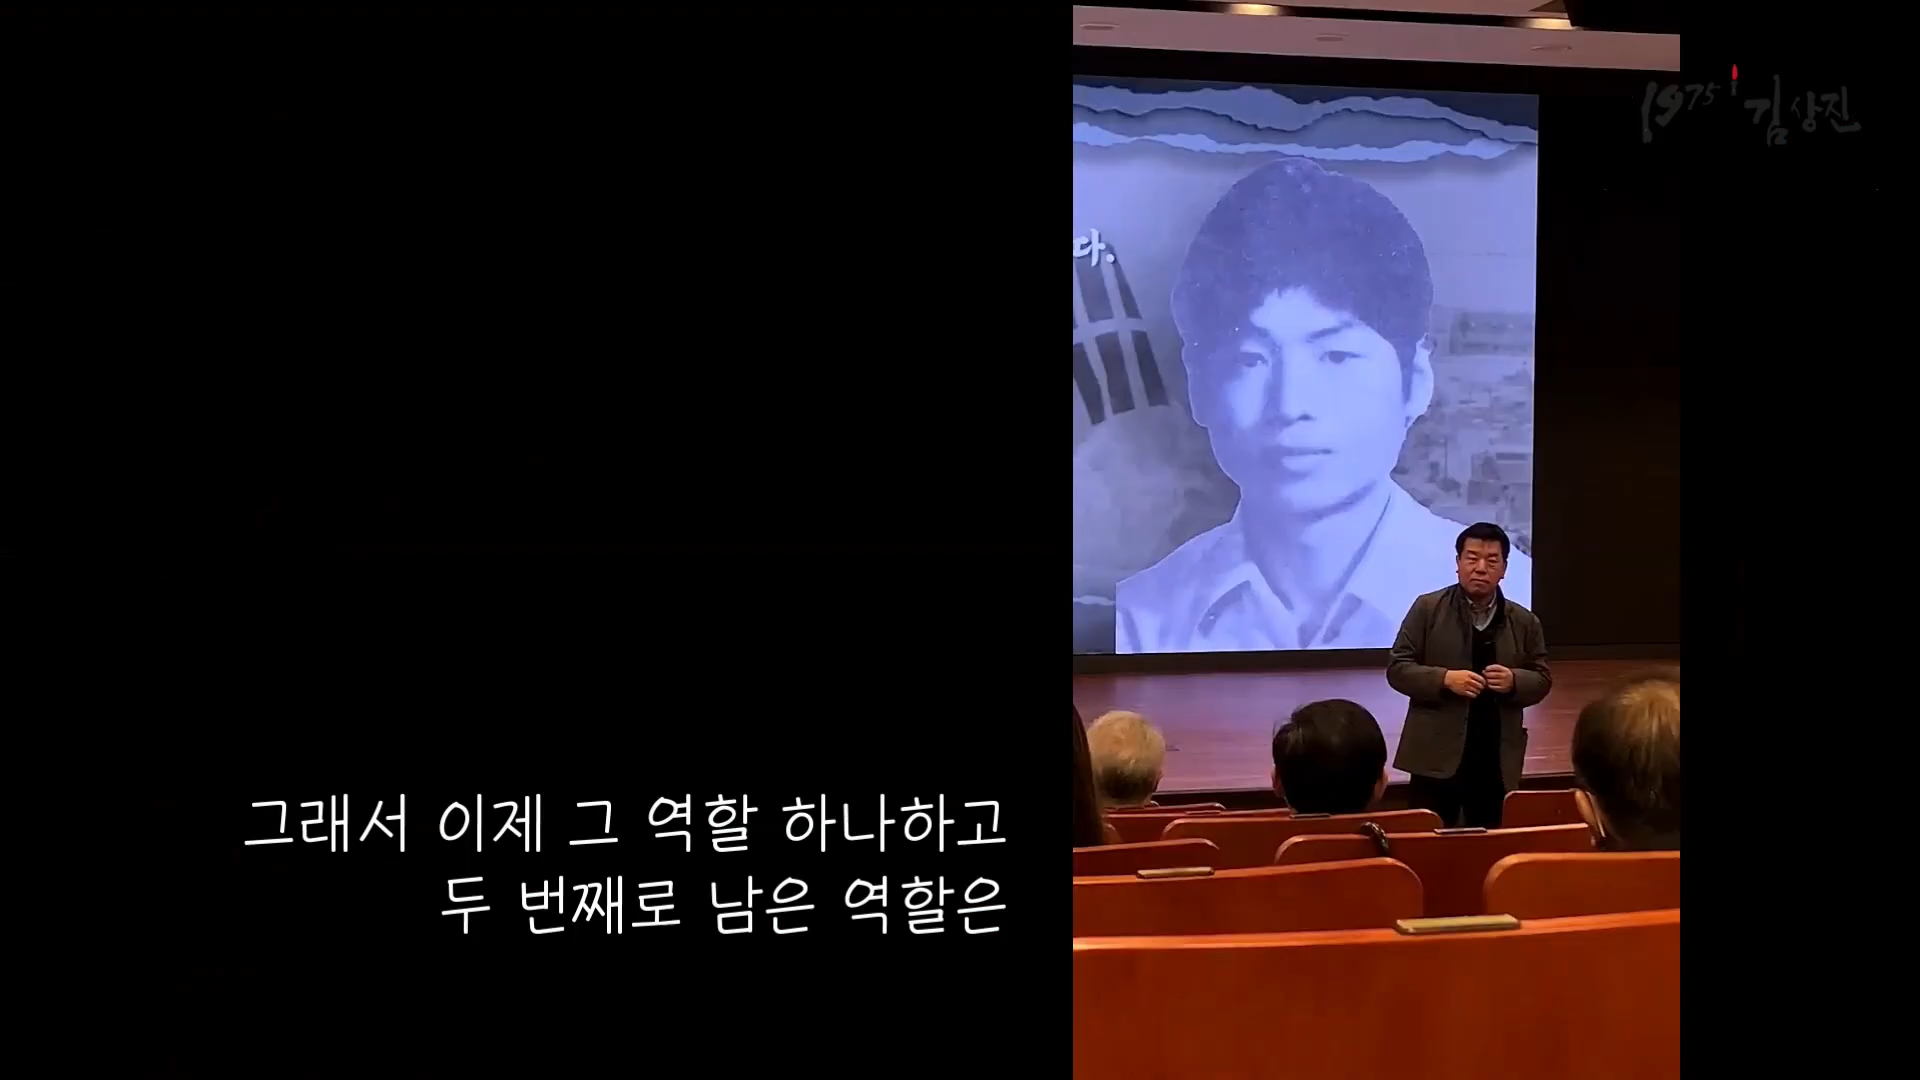 1975 김상진
다.
그래서 이제 그 역할 하나하고
두 번째로 남은 역할은